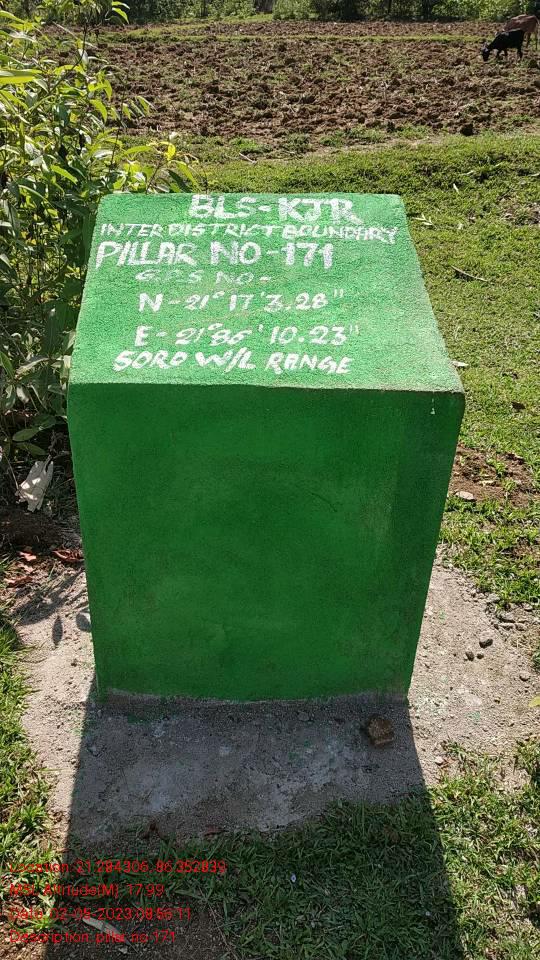 BLS-KJR
INTER DISTRICT BOUNDARY
PILLAR NO-171
G.P.S NO-
N-21° 17' 3.28"
E-21° 86' 10.23"
SORO W/L RANGE
Location: 21.284306, 86.352839
MSL Altitude(M): 17.99
Date: 02-05-2023 08:56:11
Description: pillar no 171